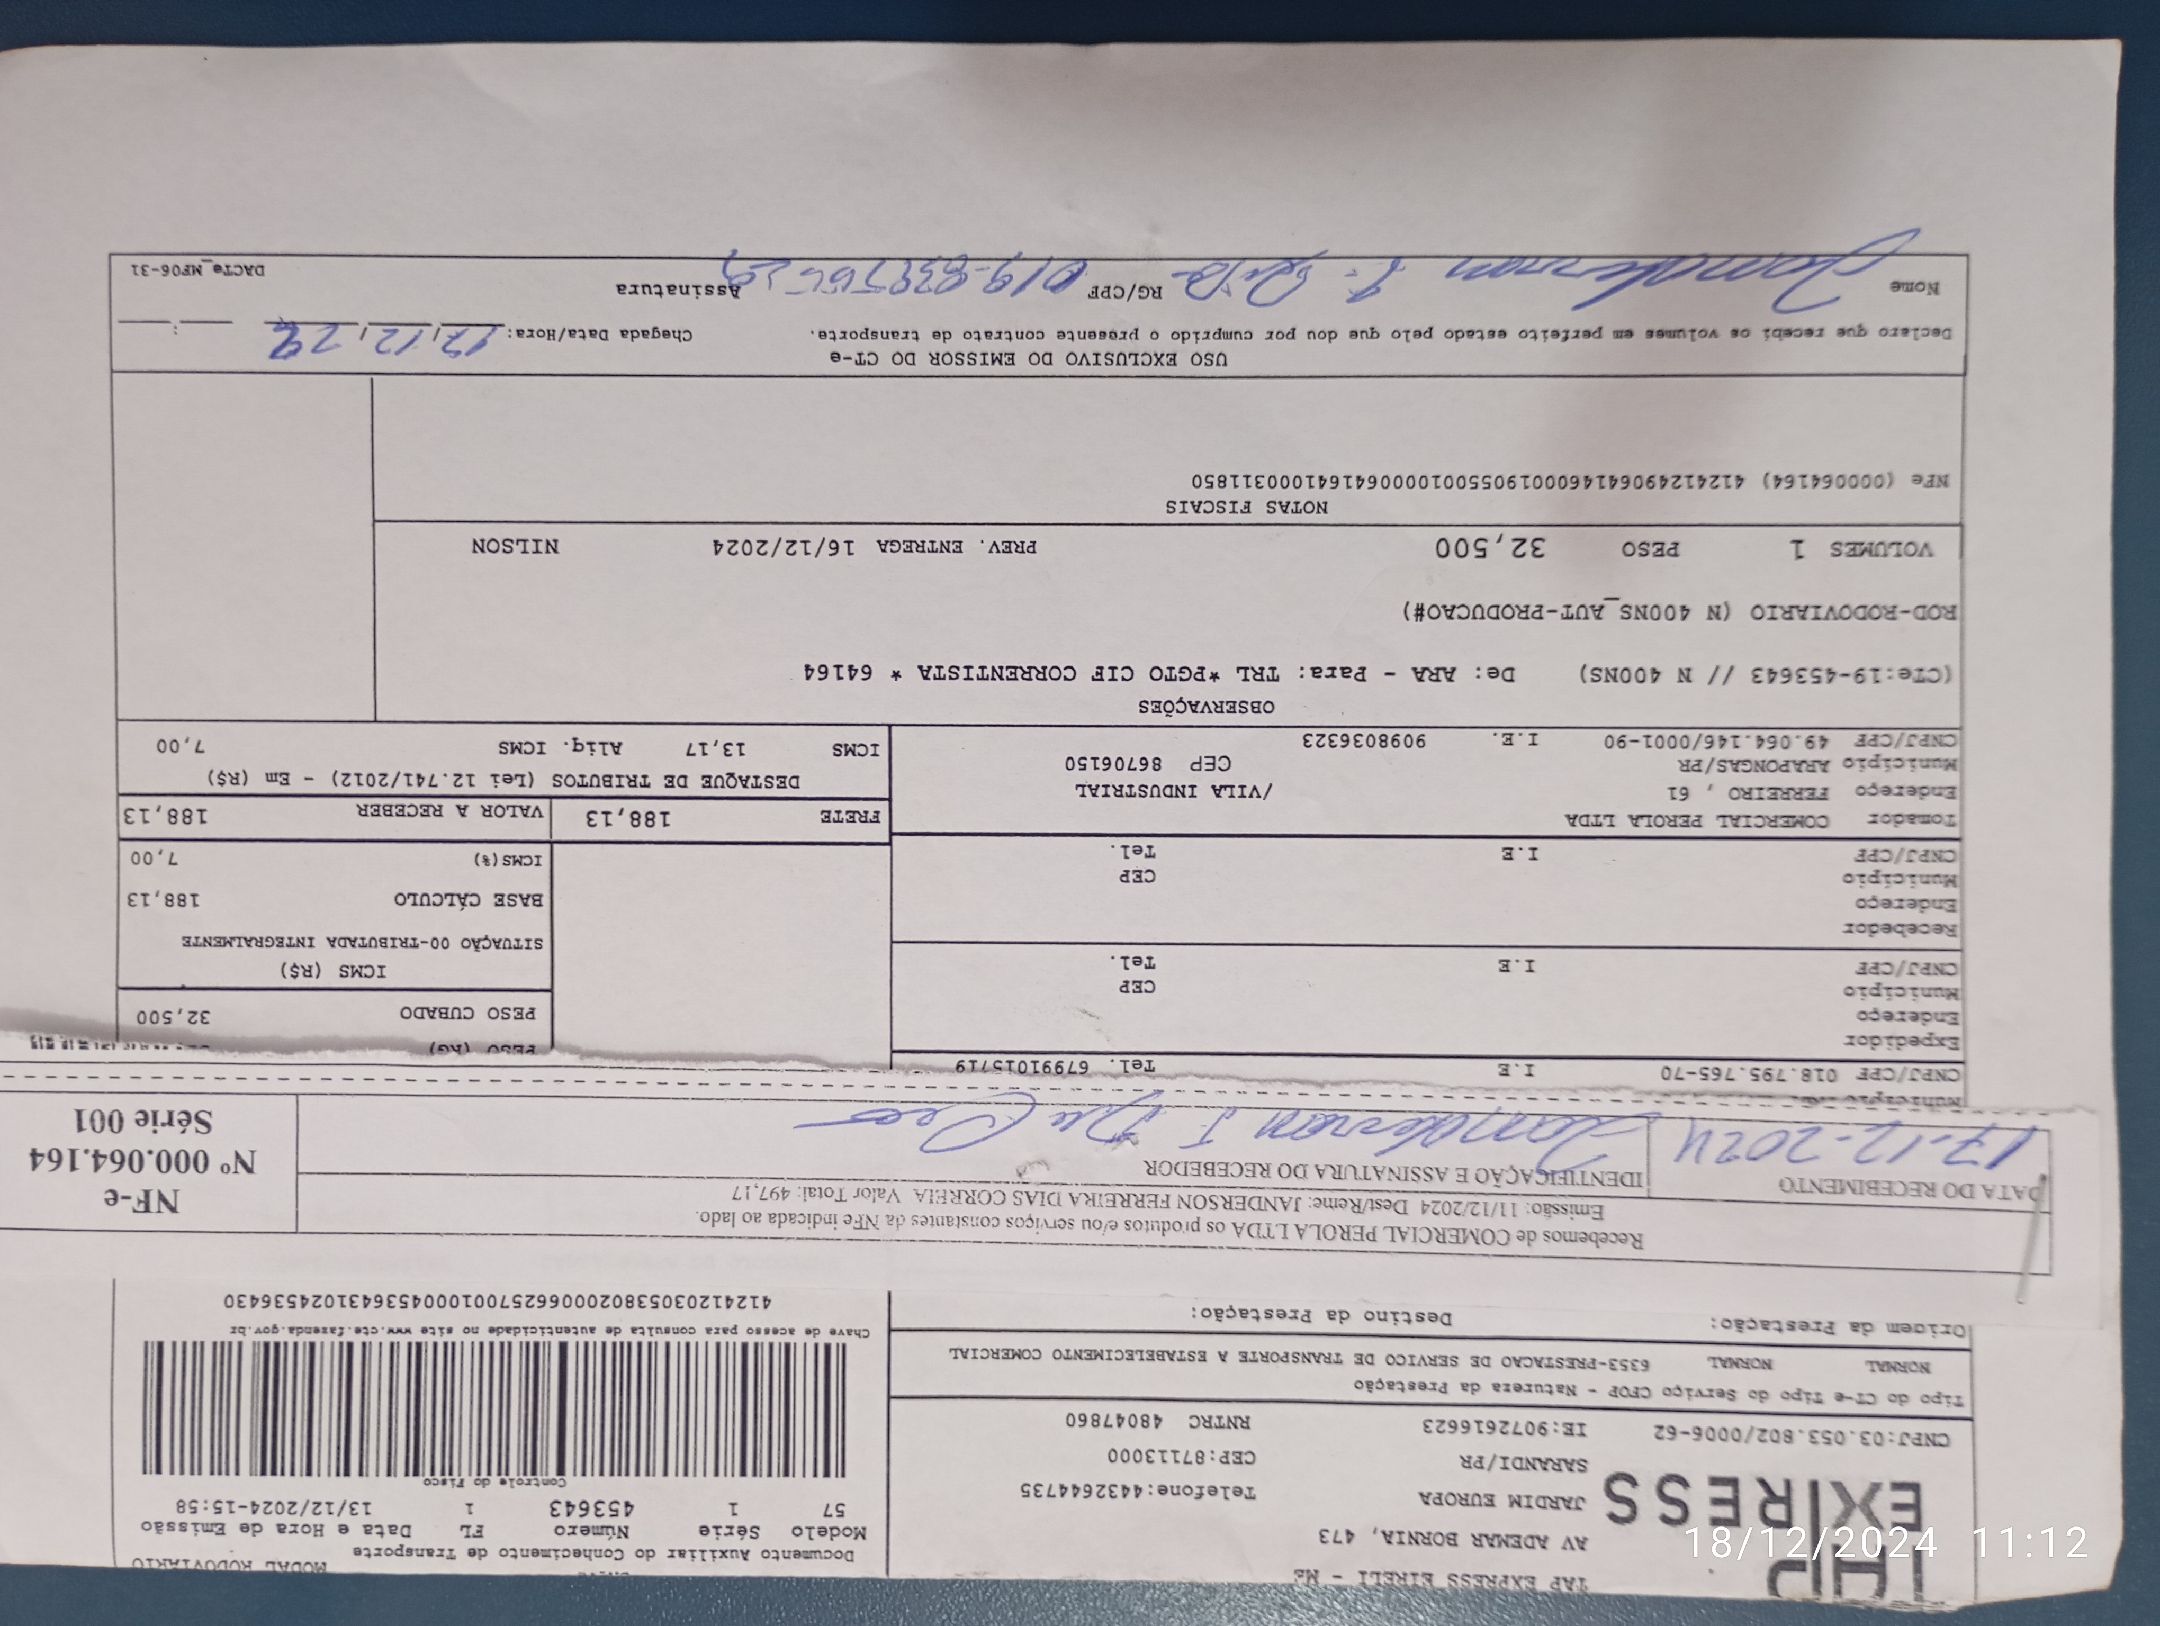 TAP
EXPRESS
TAP EXPRESS EIRELI - ME
AV ADEMAR BORNIA, 473
JARDIM EUROPA
Telefone:4432644735
SARANDI/PR
CEP:87113000
CNPJ:03.053.802/0006-62
IE:9072616623
RNTRC 48047860
MODAL RODOVIARIO
Documento Auxiliar do Conhecimento de Transporte
Modelo Série Número FL Data e Hora de Emissão
57 1 453643 1 13/12/2024-15:58
Controle do Fisco
Chave de acesso para consulta de autenticidade no site www.cte.fazenda.gov.br
41241203053802000662570010004536431024536430
Tipo do CT-e Tipo do Serviço CFOP - Natureza da Prestação
NORMAL NORMAL 6353-PRESTACAO DE SERVICO DE TRANSPORTE A ESTABELECIMENTO COMERCIAL
Origem da Prestação: Destino da Prestação:
Recebemos de COMERCIAL PEROLA LTDA os produtos e/ou serviços constantes da NFe indicada ao lado.
Emissão: 11/12/2024 Dest/Reme: JANDERSON FERREIRA DIAS CORREIA Valor Total: 497,17
DATA DO RECEBIMENTO
17-12-2024
IDENTIFICAÇÃO E ASSINATURA DO RECEBEDOR
NF-e
Nº 000.064.164
Série 001
CNPJ/CPF 018.795.765-70 I.E Tel. 67991015719
Expedidor
Endereço
Município CEP
CNPJ/CPF I.E Tel.
Recebedor
Endereço
Município CEP
CNPJ/CPF I.E Tel.
Tomador COMERCIAL PEROLA LTDA
Endereço FERREIRO , 61 /VILA INDUSTRIAL
Município ARAPONGAS/PR CEP 86706150
CNPJ/CPF 49.064.146/0001-90 I.E. 9098036323
PESO (KG)
PESO CUBADO 32,500
ICMS (R$)
SITUAÇÃO 00-TRIBUTADA INTEGRALMENTE
BASE CÁLCULO 188,13
ICMS(%) 7,00
FRETE 188,13 VALOR A RECEBER 188,13
DESTAQUE DE TRIBUTOS (Lei 12.741/2012) - Em (R$)
ICMS 13,17 Aliq. ICMS 7,00
OBSERVAÇÕES
(CTe:19-453643 // N 400NS) De: ARA - Para: TRL *PGTO CIF CORRENTISTA * 64164
ROD-RODOVIARIO (N 400NS_AUT-PRODUCAO#)
VOLUMES 1 PESO 32,500 PREV. ENTREGA 16/12/2024 NILSON
NOTAS FISCAIS
NFe (000064164) 41241249064146000190550010000641641000311850
USO EXCLUSIVO DO EMISSOR DO CT-e
Declaro que recebi os volumes em perfeito estado pelo que dou por cumprido o presente contrato de transporte.
Chegada Data/Hora: 17/12/24
Nome RG/CPF Assinatura
DACTe_MF06-31
18/12/2024 11:12